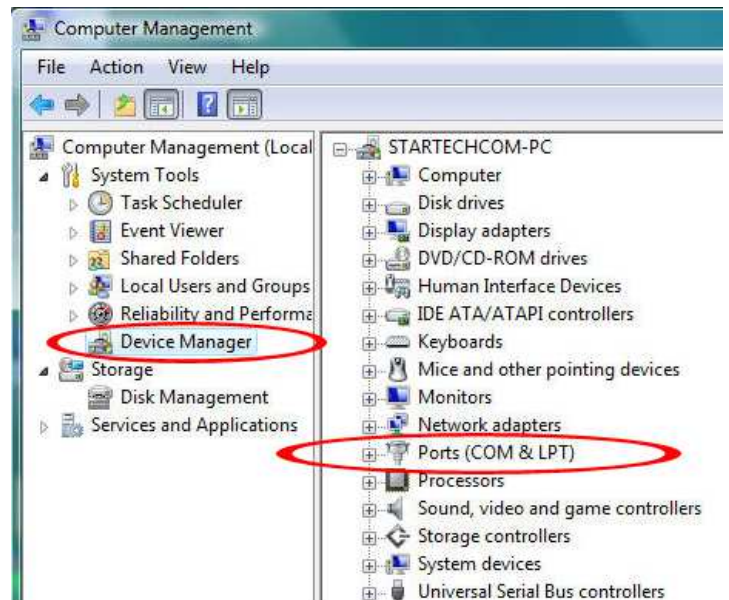 Computer Management
File Action View Help
Computer Management (Local
System Tools
Task Scheduler
Event Viewer
Shared Folders
Local Users and Groups
Reliability and Performa
Device Manager
Storage
Disk Management
Services and Applications
STARTECHCOM-PC
Computer
Disk drives
Display adapters
DVD/CD-ROM drives
Human Interface Devices
IDE ATA/ATAPI controllers
Keyboards
Mice and other pointing devices
Monitors
Network adapters
Ports (COM & LPT)
Processors
Sound, video and game controllers
Storage controllers
System devices
Universal Serial Bus controllers